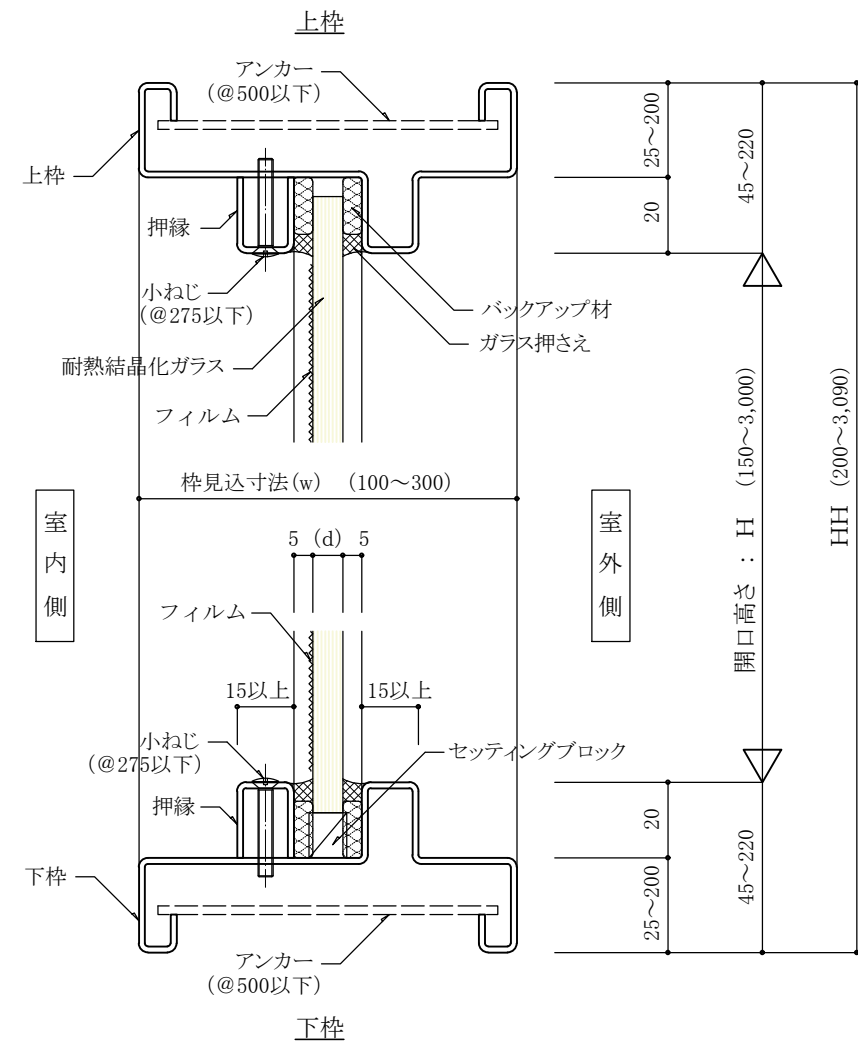 上枠
アンカー
(@500以下)
上枠
押縁
小ねじ
(@275以下)
バックアップ材
ガラス押さえ
耐熱結晶化ガラス
フィルム
25～200
20
45～220
枠見込寸法(w) (100～300)
室内側
室外側
開口高さ : H (150～3,000)
HH (200～3,090)
5 (d) 5
フィルム
15以上
15以上
小ねじ
(@275以下)
セッティングブロック
押縁
下枠
20
25～200
45～220
アンカー
(@500以下)
下枠